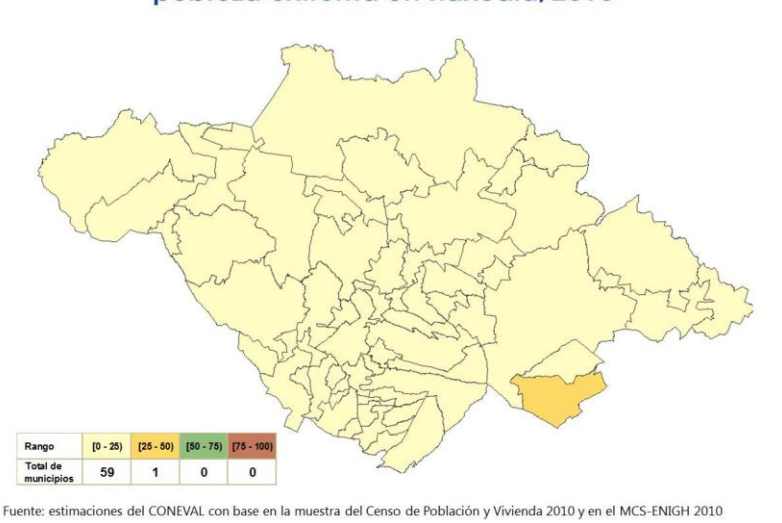 pobreza extrema en Tlaxcala, 2010
Rango [0 - 25) [25 - 50) [50 - 75) [75 - 100)
Total de
municipios 59 1 0 0
Fuente: estimaciones del CONEVAL con base en la muestra del Censo de Población y Vivienda 2010 y en el MCS-ENIGH 2010